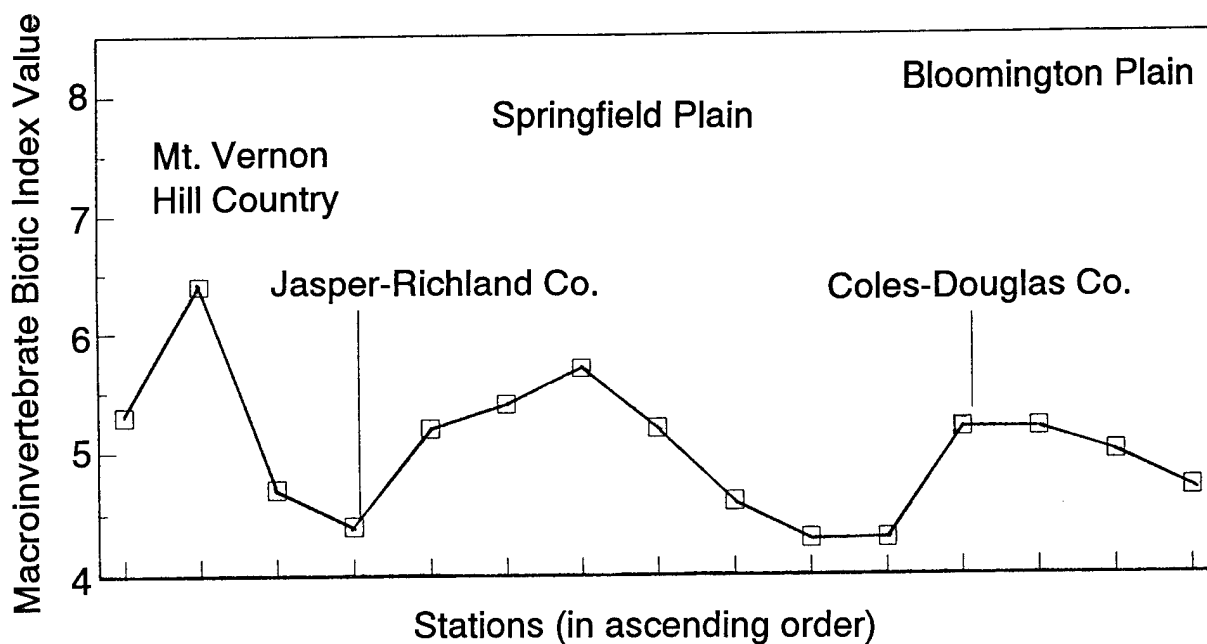 Macroinvertebrate Biotic Index Value
8
7
6
5
4
Mt. Vernon
Hill Country
Springfield Plain
Bloomington Plain
Jasper-Richland Co.
Coles-Douglas Co.
Stations (in ascending order)